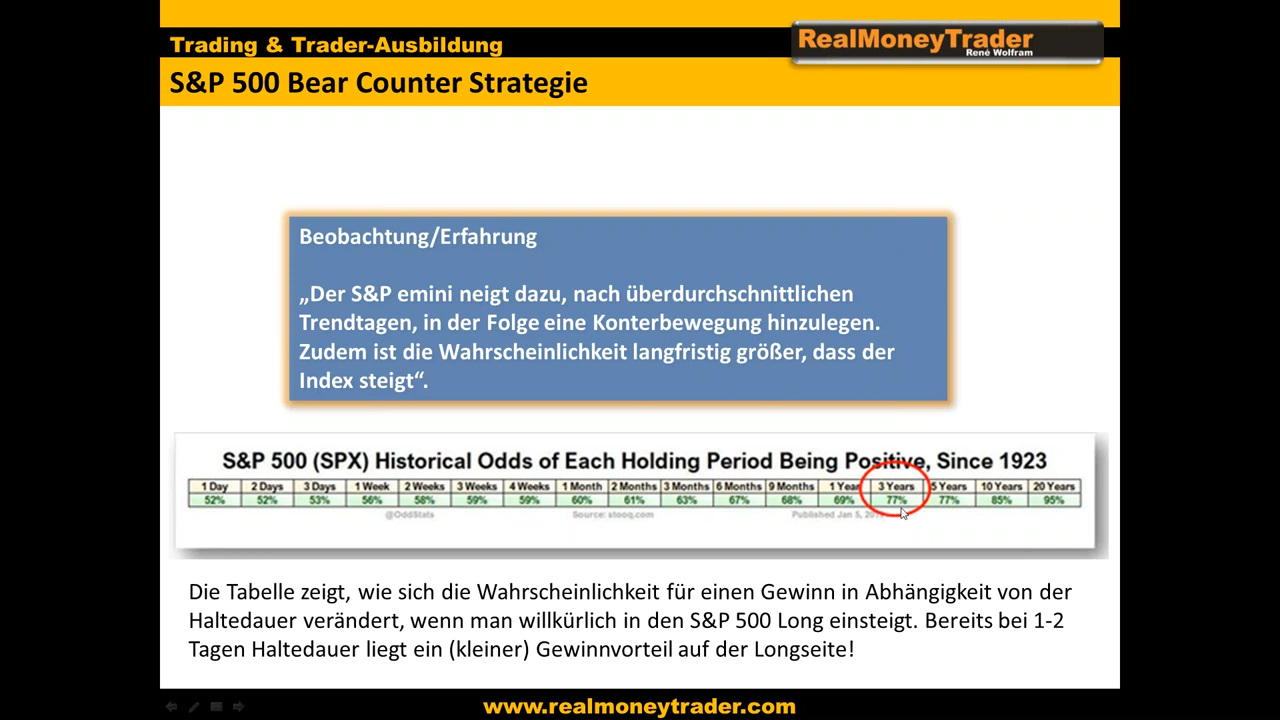 Trading & Trader-Ausbildung
RealMoneyTrader
René Wolfram
S&P 500 Bear Counter Strategie
Beobachtung/Erfahrung
„Der S&P emini neigt dazu, nach überdurchschnittlichen
Trendtagen, in der Folge eine Konterbewegung hinzulegen.
Zudem ist die Wahrscheinlichkeit langfristig größer, dass der
Index steigt“.
S&P 500 (SPX) Historical Odds of Each Holding Period Being Positive, Since 1923
1 Day 2 Days 3 Days 1 Week 2 Weeks 3 Weeks 4 Weeks 1 Month 2 Months 3 Months 6 Months 9 Months 1 Year 3 Years 5 Years 10 Years 20 Years
52% 52% 53% 56% 58% 59% 59% 60% 61% 63% 67% 68% 69% 77% 77% 85% 95%
@OddStats Source: stooq.com Published Jan 5,
Die Tabelle zeigt, wie sich die Wahrscheinlichkeit für einen Gewinn in Abhängigkeit von der
Haltedauer verändert, wenn man willkürlich in den S&P 500 Long einsteigt. Bereits bei 1-2
Tagen Haltedauer liegt ein (kleiner) Gewinnvorteil auf der Longseite!
www.realmoneytrader.com